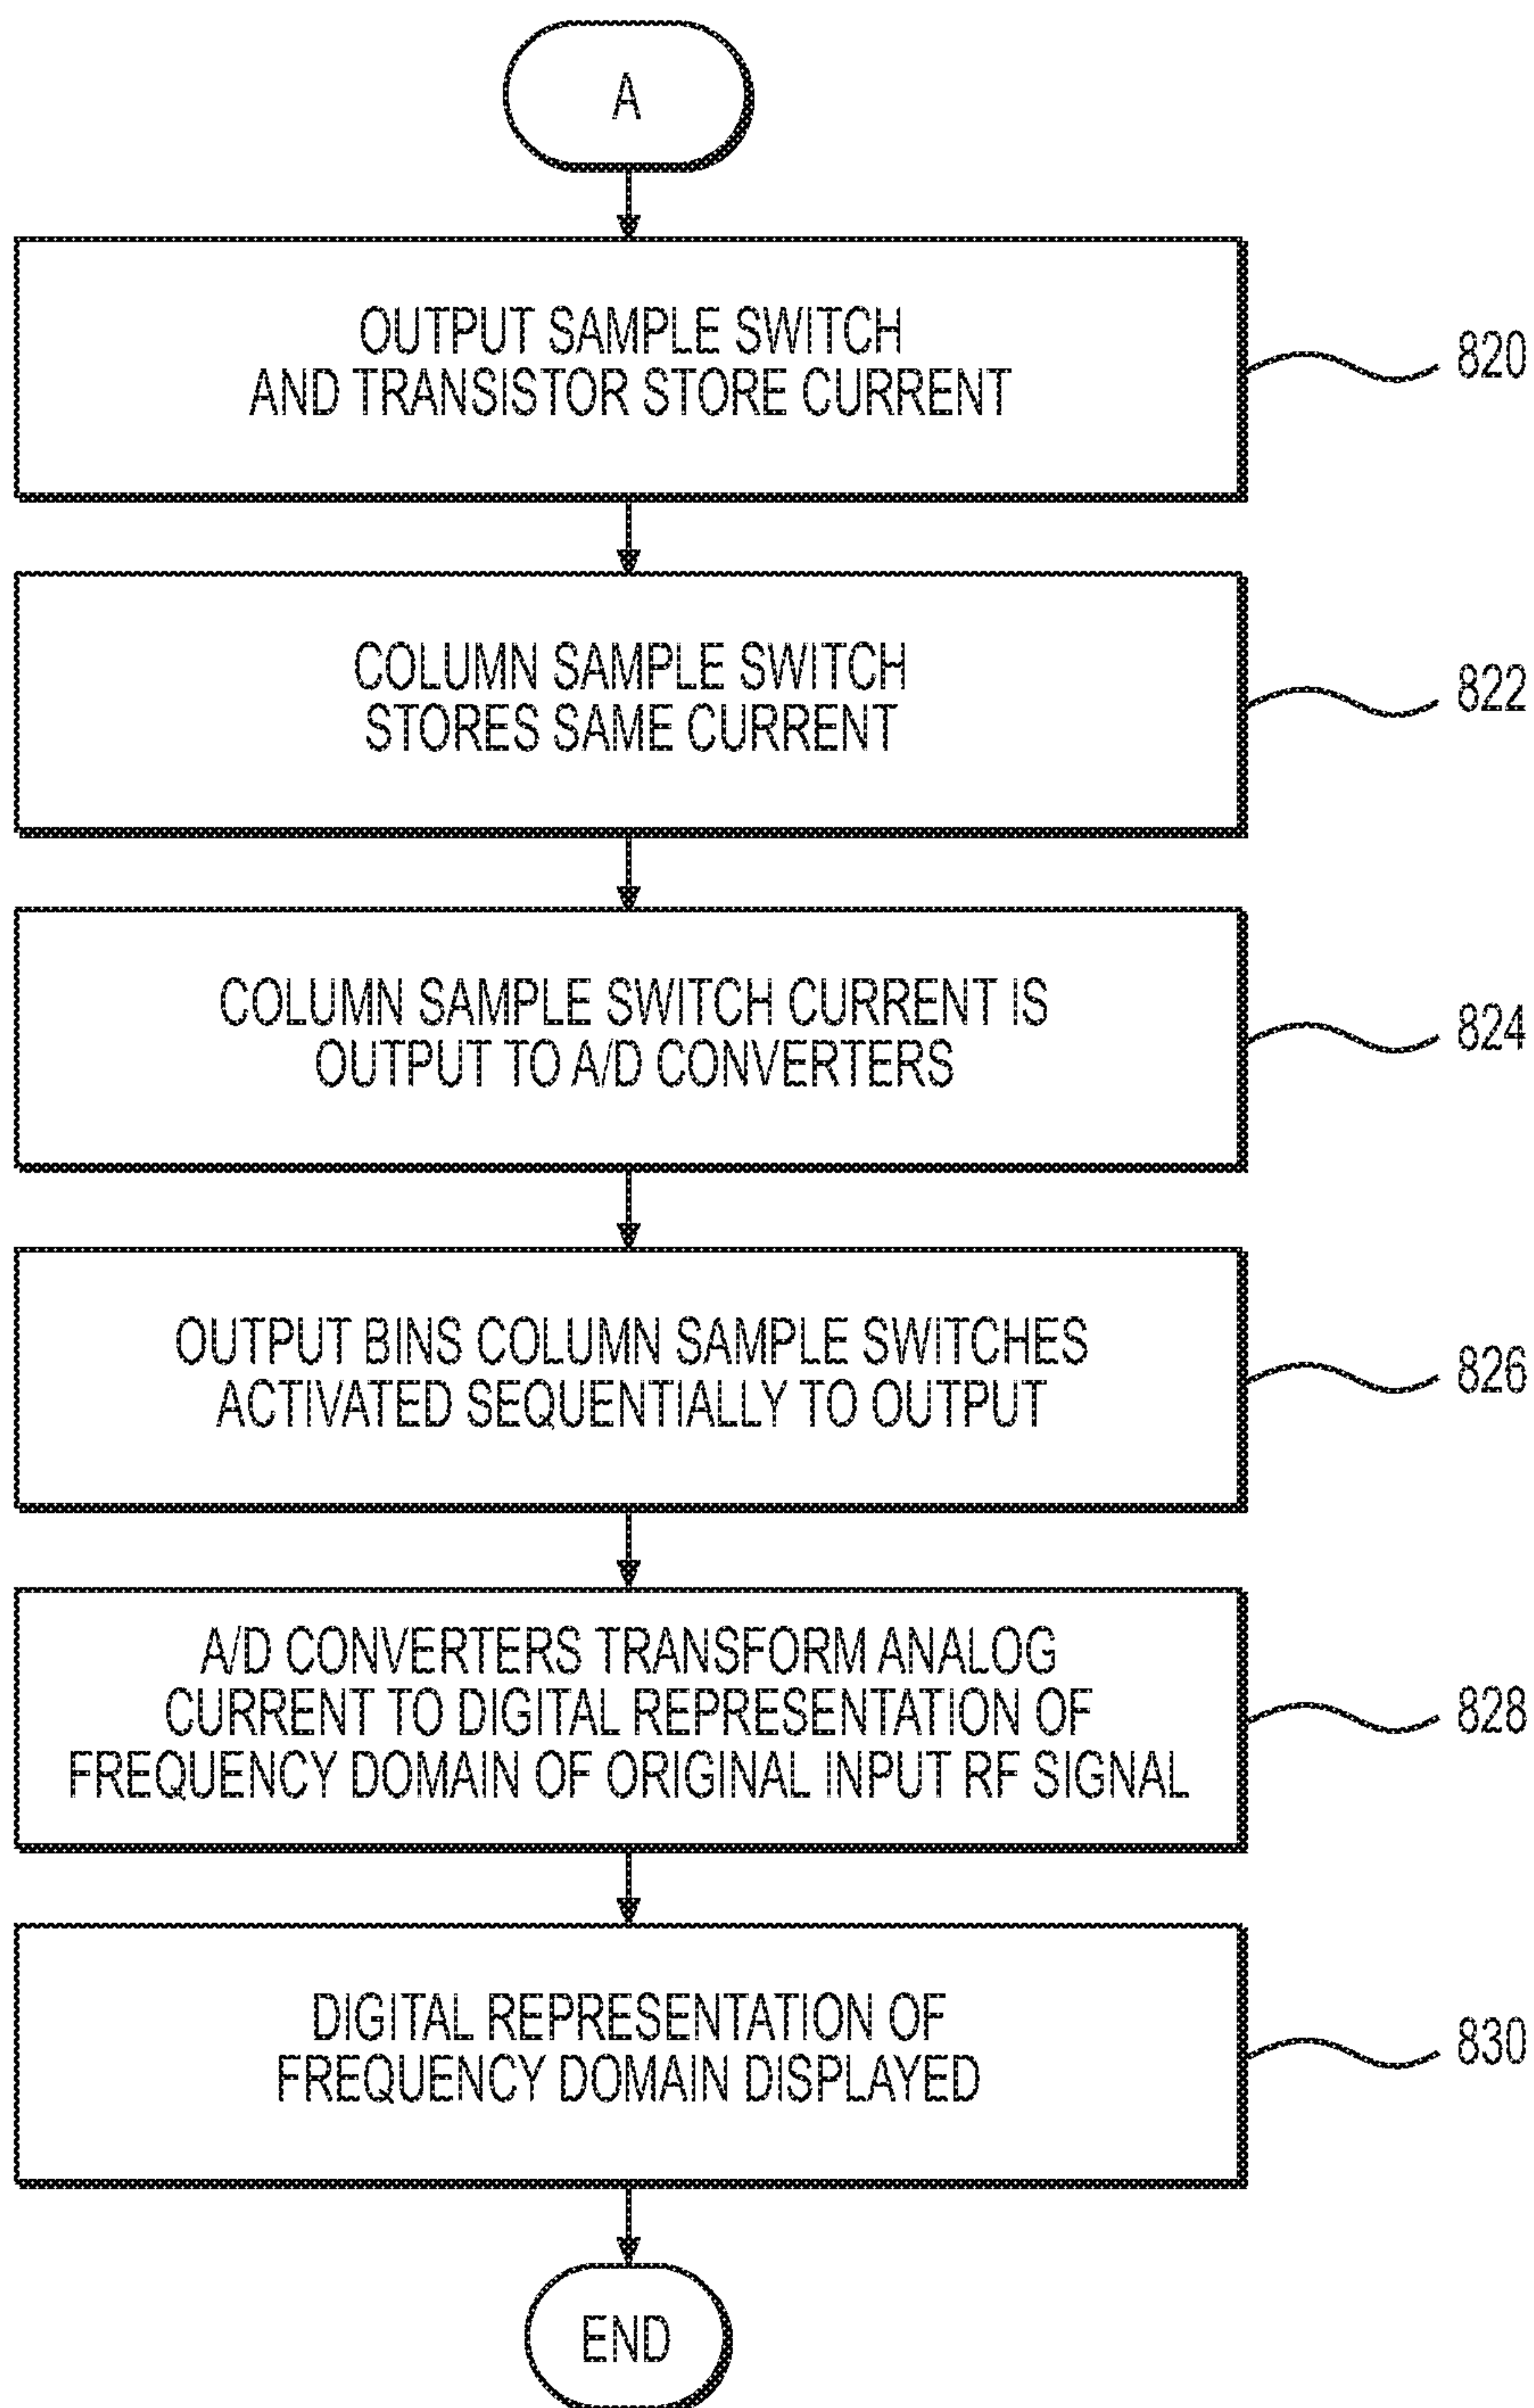 A
OUTPUT SAMPLE SWITCH
AND TRANSISTOR STORE CURRENT
820
COLUMN SAMPLE SWITCH
STORES SAME CURRENT
822
COLUMN SAMPLE SWITCH CURRENT IS
OUTPUT TO A/D CONVERTERS
824
OUTPUT BINS COLUMN SAMPLE SWITCHES
ACTIVATED SEQUENTIALLY TO OUTPUT
826
A/D CONVERTERS TRANSFORM ANALOG
CURRENT TO DIGITAL REPRESENTATION OF
FREQUENCY DOMAIN OF ORIGINAL INPUT RF SIGNAL
828
DIGITAL REPRESENTATION OF
FREQUENCY DOMAIN DISPLAYED
830
END